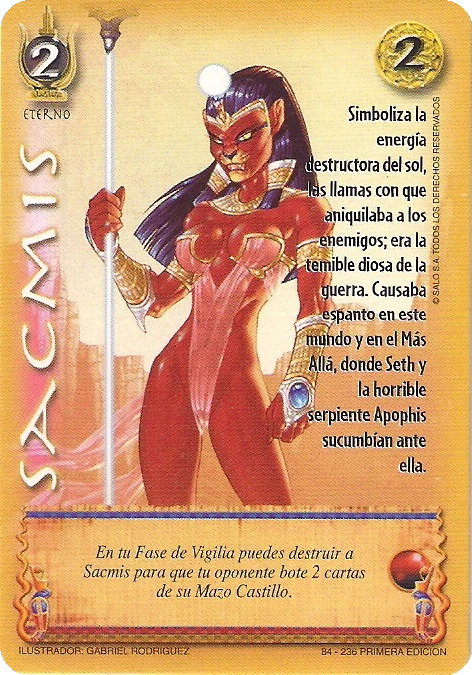 2
2
ETERNO
SACMIS
Simboliza la
energía
destructora del sol,
las llamas con que
aniquilaba a los
enemigos; era la
temible diosa de la
guerra. Causaba
espanto en este
mundo y en el Más
Allá, donde Seth y
la horrible
serpiente Apophis
sucumbían ante
ella.
© SALO S.A. TODOS LOS DERECHOS RESERVADOS
En tu Fase de Vigilia puedes destruir a
Sacmis para que tu oponente bote 2 cartas
de su Mazo Castillo.
ILUSTRADOR: GABRIEL RODRIGUEZ
84 - 236 PRIMERA EDICION